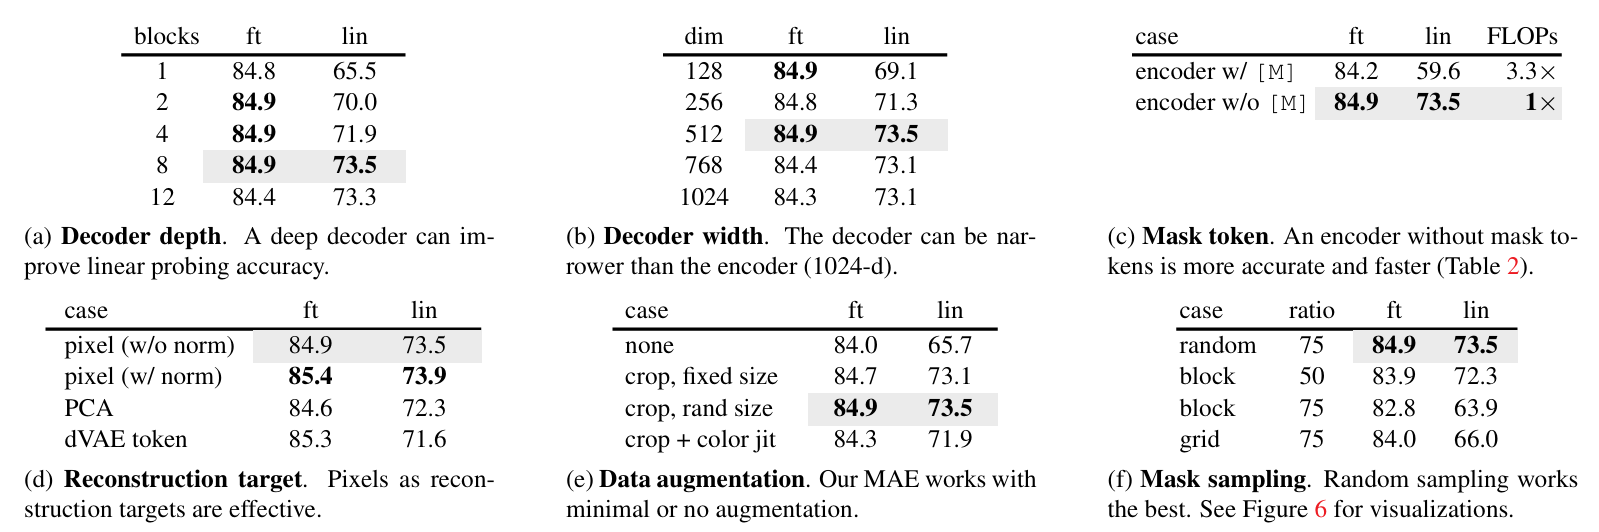 blocks ft lin
1 84.8 65.5
2 84.9 70.0
4 84.9 71.9
8 84.9 73.5
12 84.4 73.3
(a) Decoder depth. A deep decoder can im-
prove linear probing accuracy.
dim ft lin
128 84.9 69.1
256 84.8 71.3
512 84.9 73.5
768 84.4 73.1
1024 84.3 73.1
(b) Decoder width. The decoder can be nar-
rower than the encoder (1024-d).
case ft lin FLOPs
encoder w/ [M] 84.2 59.6 3.3×
encoder w/o [M] 84.9 73.5 1×
(c) Mask token. An encoder without mask to-
kens is more accurate and faster (Table 2).
case ft lin
pixel (w/o norm) 84.9 73.5
pixel (w/ norm) 85.4 73.9
PCA 84.6 72.3
dVAE token 85.3 71.6
(d) Reconstruction target. Pixels as recon-
struction targets are effective.
case ft lin
none 84.0 65.7
crop, fixed size 84.7 73.1
crop, rand size 84.9 73.5
crop + color jit 84.3 71.9
(e) Data augmentation. Our MAE works with
minimal or no augmentation.
case ratio ft lin
random 75 84.9 73.5
block 50 83.9 72.3
block 75 82.8 63.9
grid 75 84.0 66.0
(f) Mask sampling. Random sampling works
the best. See Figure 6 for visualizations.